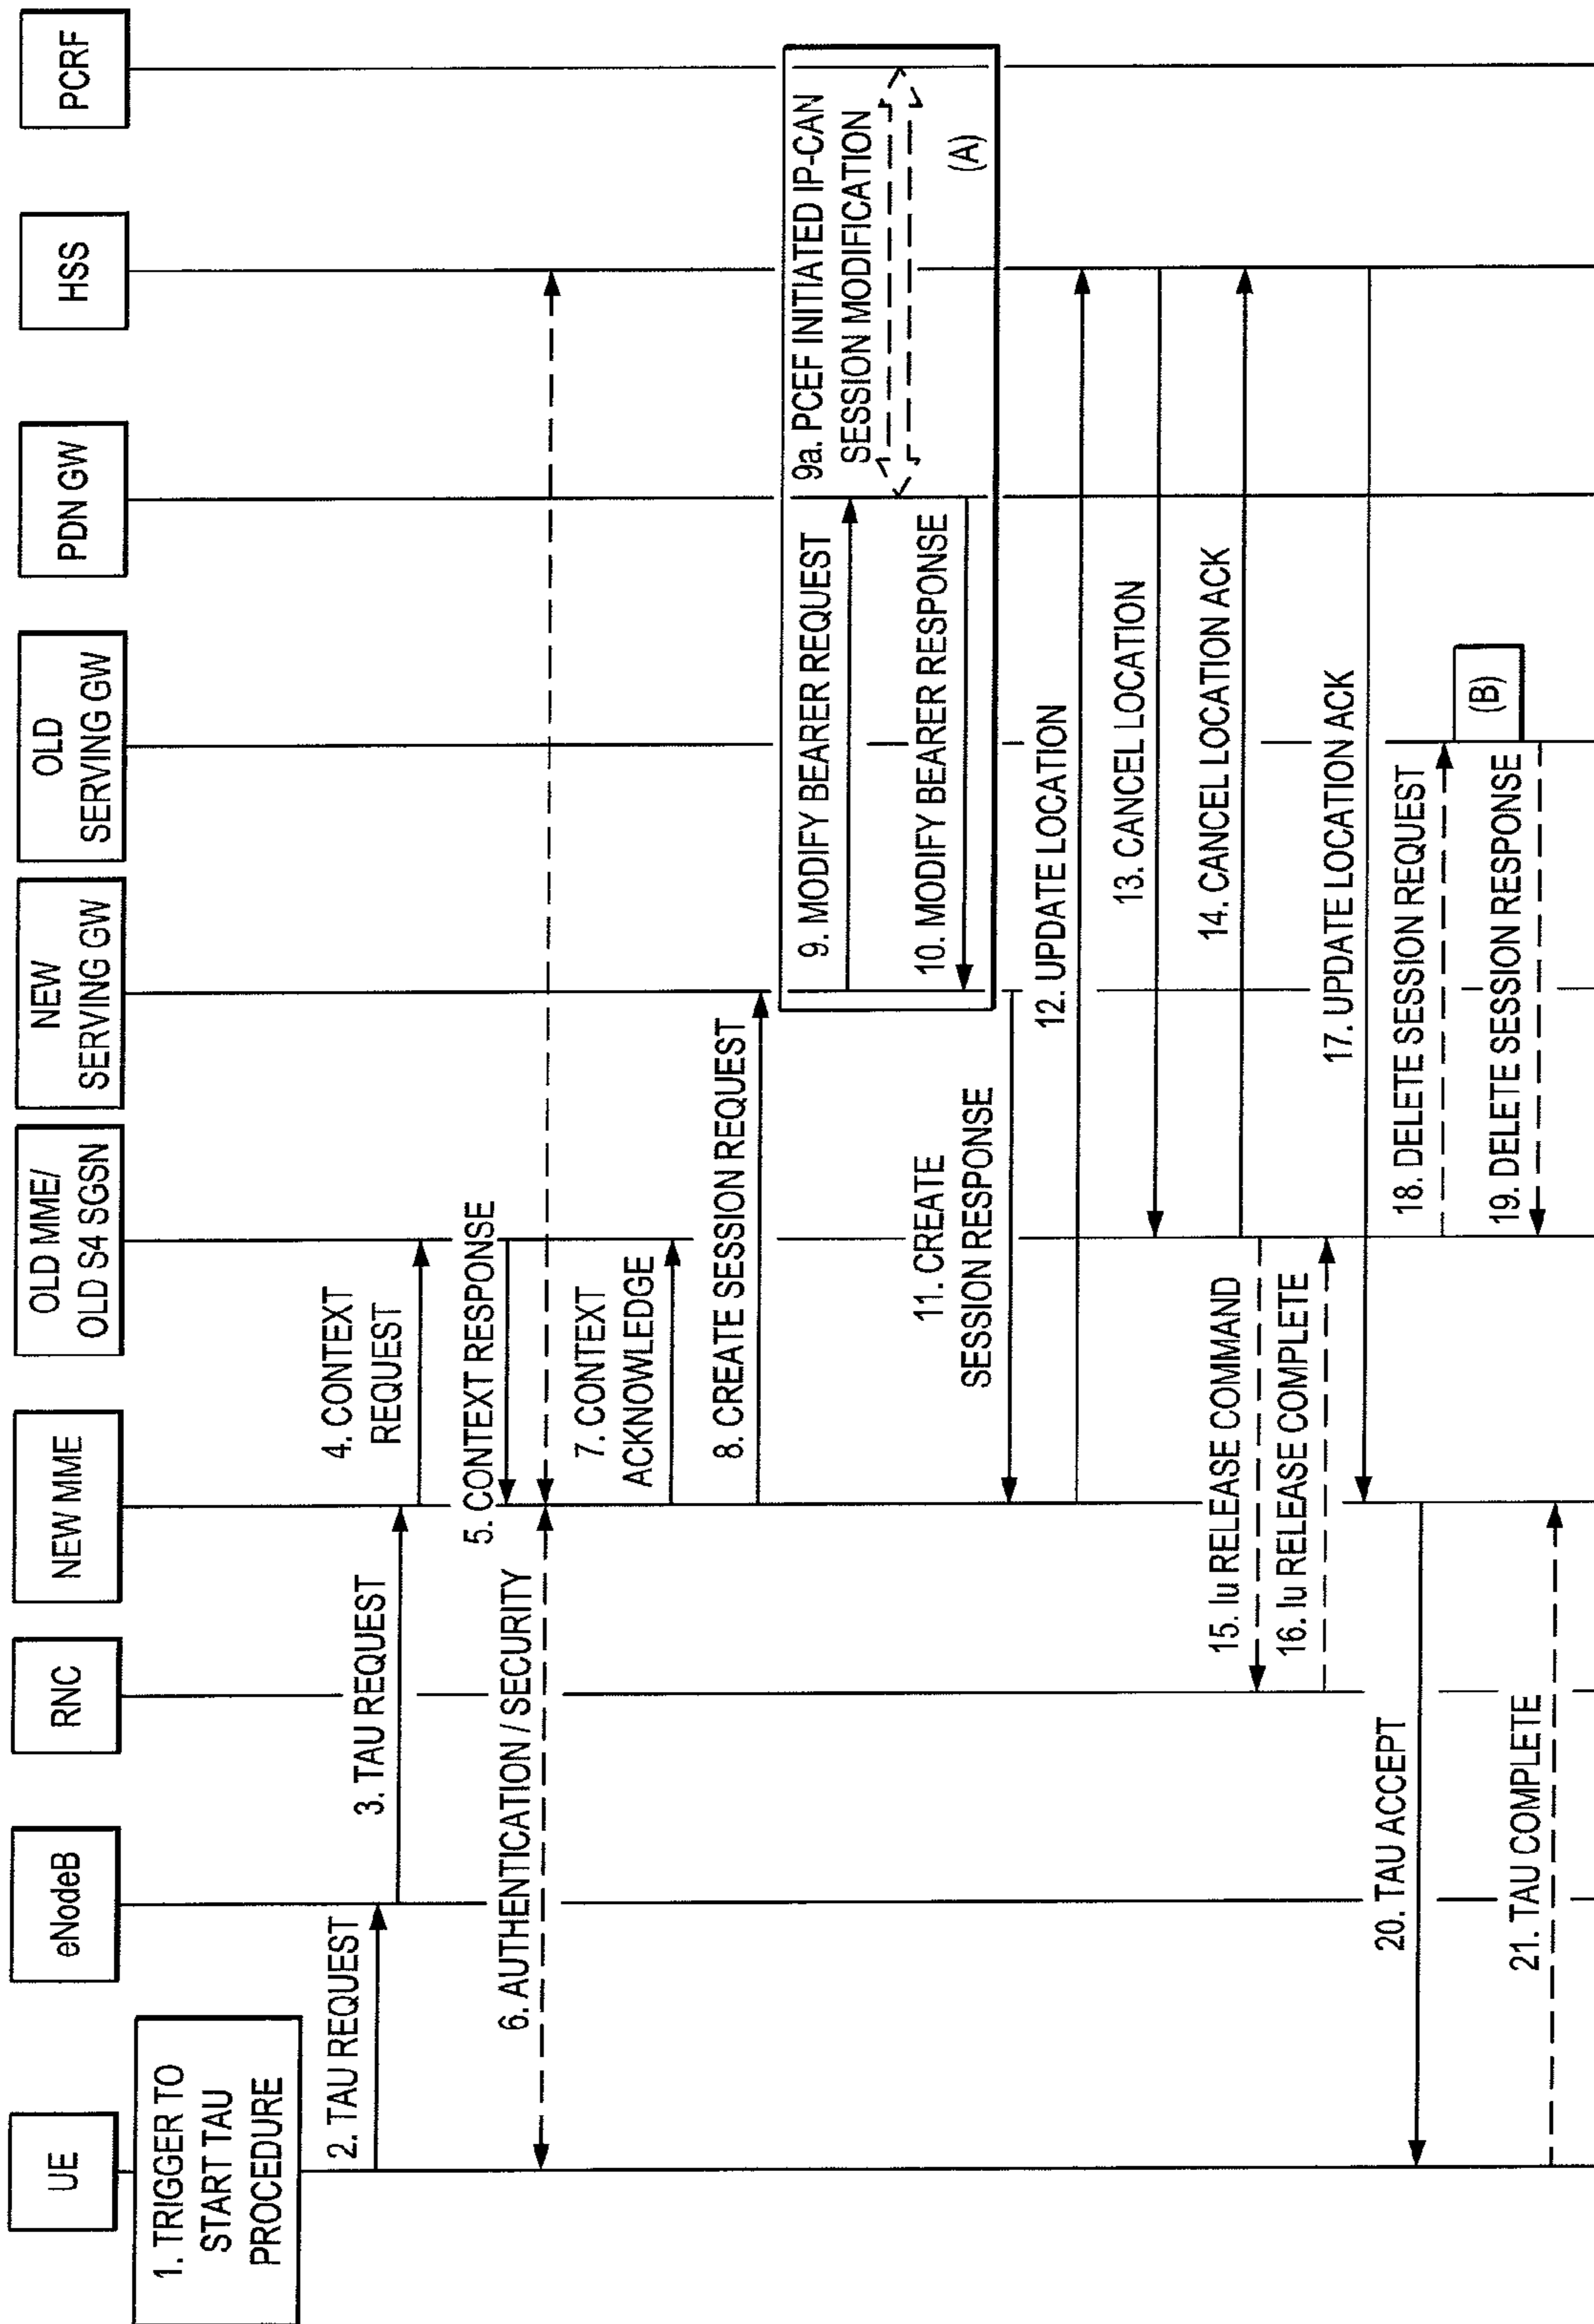 UE
eNodeB
RNC
NEW MME
OLD MME/
OLD S4 SGSN
NEW
SERVING GW
OLD
SERVING GW
PDN GW
HSS
PCRF
1. TRIGGER TO
START TAU
PROCEDURE
2. TAU REQUEST
3. TAU REQUEST
4. CONTEXT
REQUEST
5. CONTEXT RESPONSE
6. AUTHENTICATION / SECURITY
7. CONTEXT
ACKNOWLEDGE
8. CREATE SESSION REQUEST
9. MODIFY BEARER REQUEST
9a. PCEF INITIATED IP-CAN
SESSION MODIFICATION
10. MODIFY BEARER RESPONSE
(A)
11. CREATE
SESSION RESPONSE
12. UPDATE LOCATION
13. CANCEL LOCATION
14. CANCEL LOCATION ACK
15. Iu RELEASE COMMAND
16. Iu RELEASE COMPLETE
17. UPDATE LOCATION ACK
18. DELETE SESSION REQUEST
(B)
19. DELETE SESSION RESPONSE
20. TAU ACCEPT
21. TAU COMPLETE